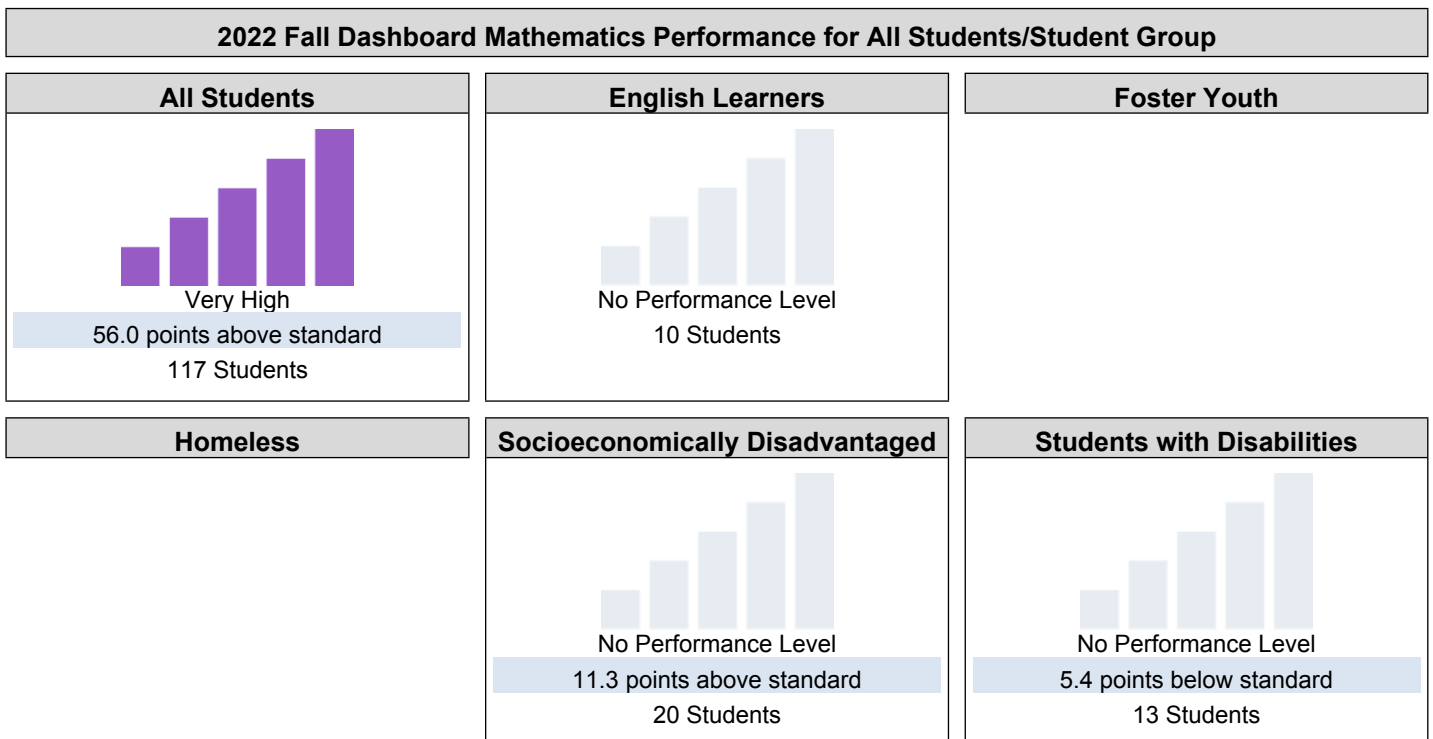 2022 Fall Dashboard Mathematics Performance for All Students/Student Group
All Students
Very High
56.0 points above standard
117 Students
English Learners
No Performance Level
10 Students
Foster Youth
Homeless
Socioeconomically Disadvantaged
No Performance Level
11.3 points above standard
20 Students
Students with Disabilities
No Performance Level
5.4 points below standard
13 Students